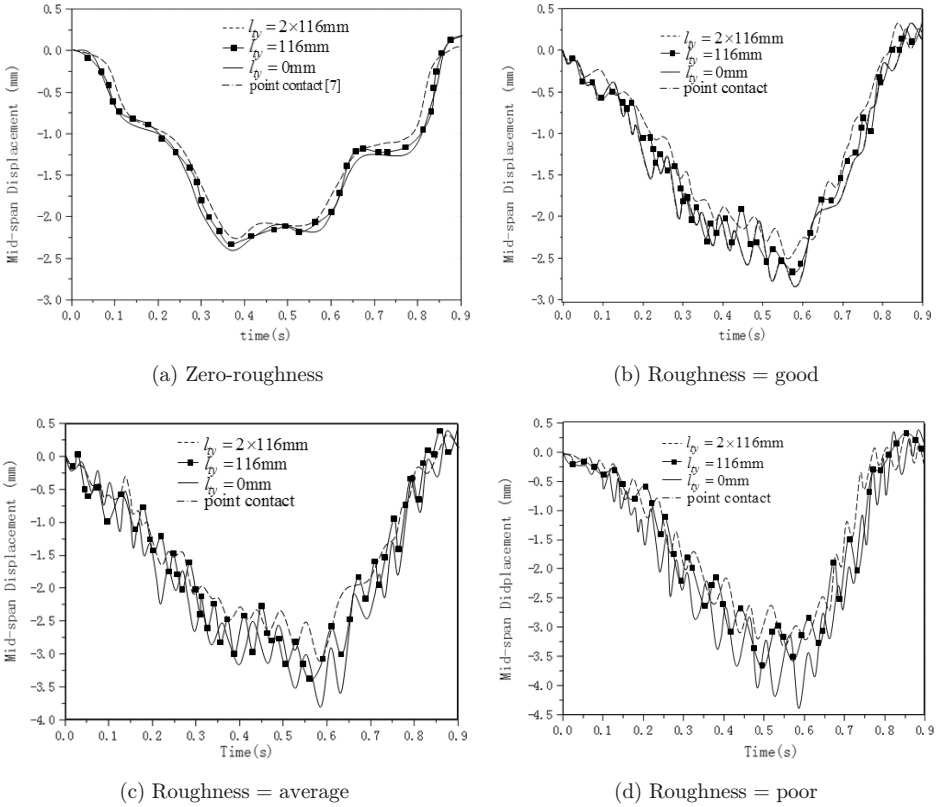 0.5
0.0
-0.5
-1.0
-1.5
-2.0
-2.5
-3.0
Mid-span Displacement (mm)
l_ty = 2×116mm
l_ty = 116mm
l_ty = 0mm
point contact[7]
0.0 0.1 0.2 0.3 0.4 0.5 0.6 0.7 0.8 0.9
time(s)
(a) Zero-roughness
0.5
0.0
-0.5
-1.0
-1.5
-2.0
-2.5
-3.0
Mid-span Displacement (mm)
l_ty = 2×116mm
l_ty = 116mm
l_ty = 0mm
point contact
0.0 0.1 0.2 0.3 0.4 0.5 0.6 0.7 0.8 0.9
time(s)
(b) Roughness = good
0.5
0.0
-0.5
-1.0
-1.5
-2.0
-2.5
-3.0
-3.5
-4.0
Mid-span Displacement (mm)
l_ty = 2×116mm
l_ty = 116mm
l_ty = 0mm
point contact
0.0 0.1 0.2 0.3 0.4 0.5 0.6 0.7 0.8 0.9
Time(s)
(c) Roughness = average
0.5
0.0
-0.5
-1.0
-1.5
-2.0
-2.5
-3.0
-3.5
-4.0
-4.5
Mid-span Didplacement (mm)
l_ty = 2×116mm
l_ty = 116mm
l_ty = 0mm
point contact
0.0 0.1 0.2 0.3 0.4 0.5 0.6 0.7 0.8 0.9
Time(s)
(d) Roughness = poor